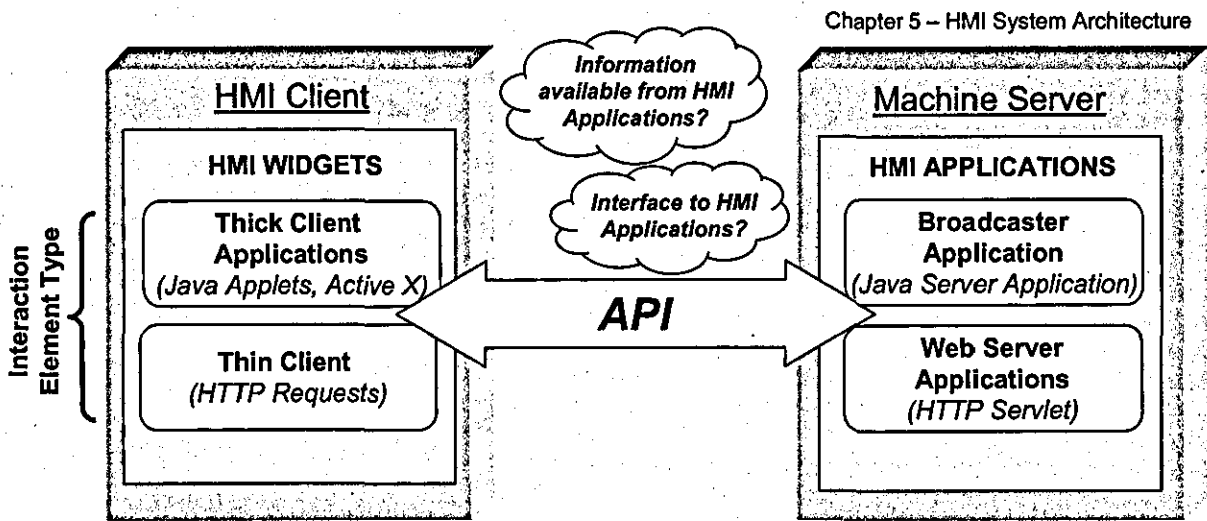 Chapter 5 – HMI System Architecture
HMI Client
HMI WIDGETS
Interaction
Element Type
Thick Client
Applications
(Java Applets, Active X)
Thin Client
(HTTP Requests)
Information
available from HMI
Applications?
Interface to HMI
Applications?
API
Machine Server
HMI APPLICATIONS
Broadcaster
Application
(Java Server Application)
Web Server
Applications
(HTTP Servlet)